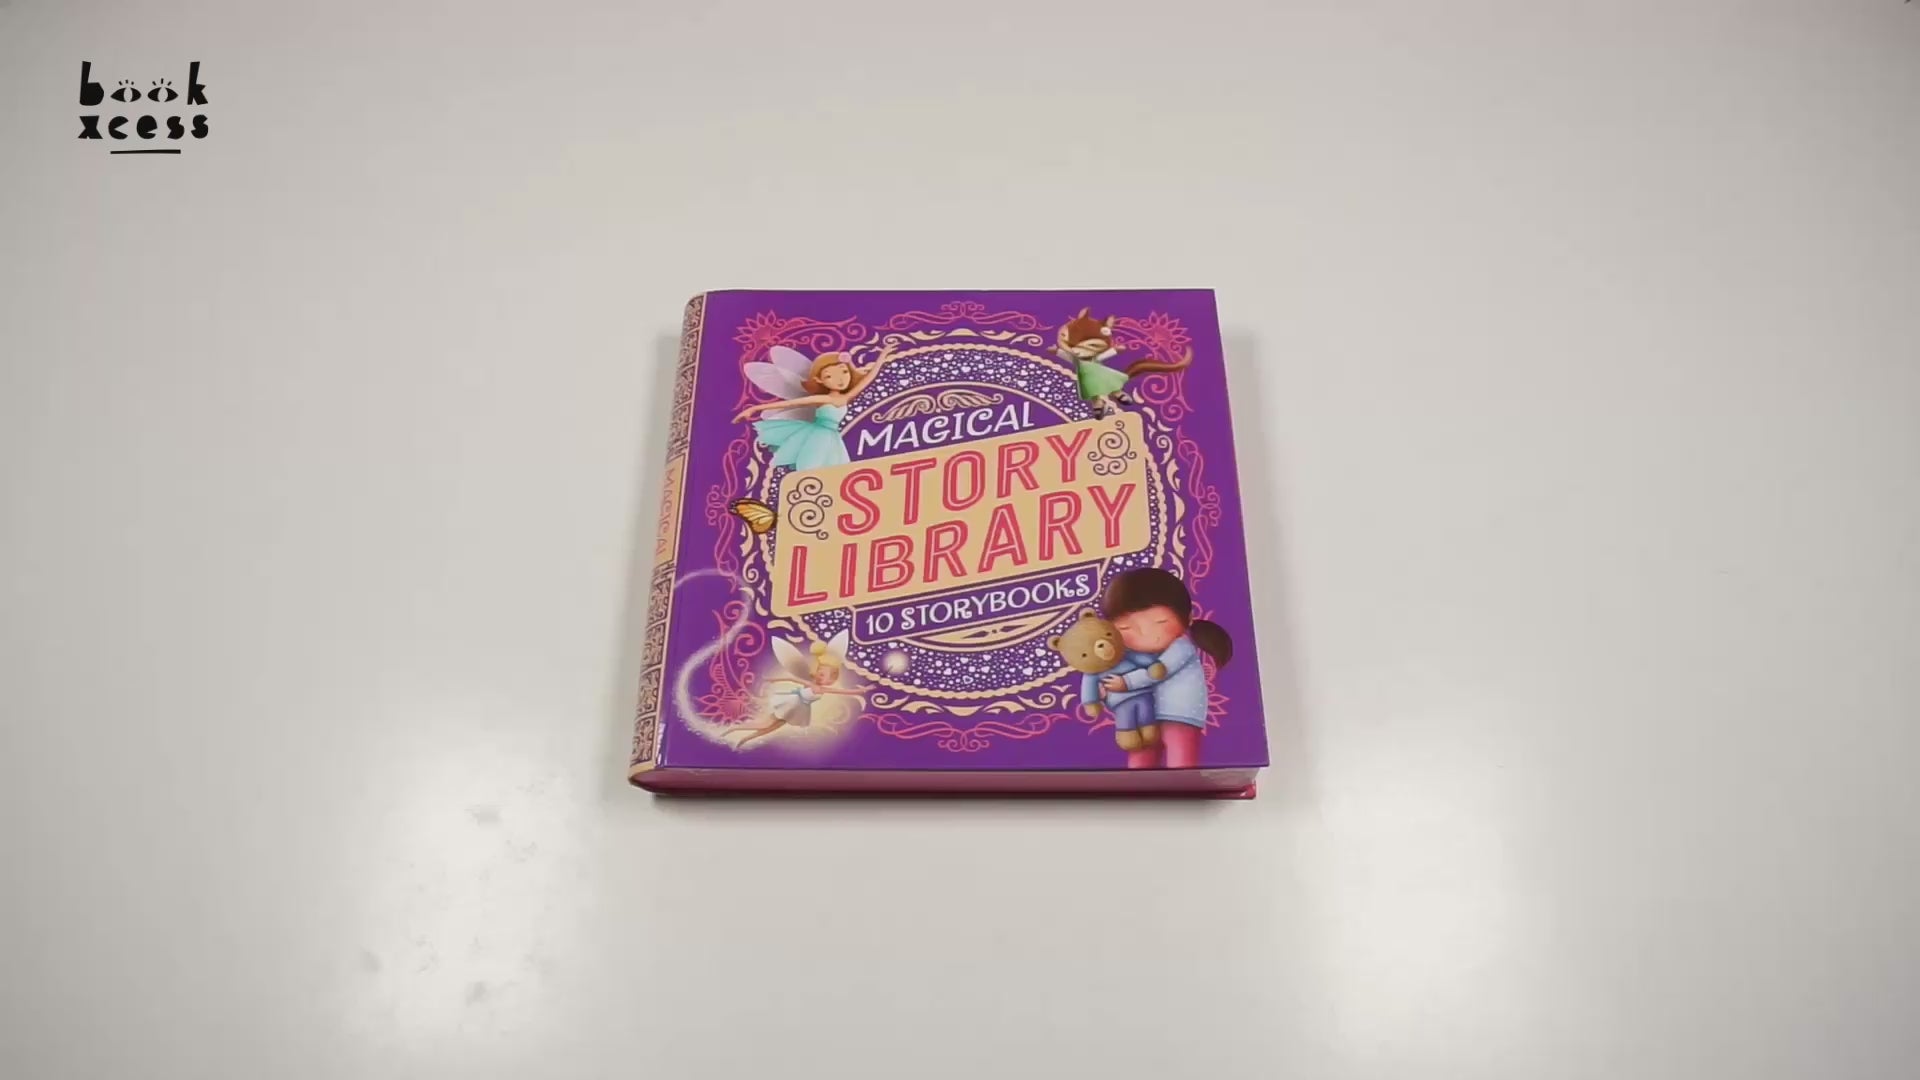 book
xcess
MAGICAL
STORY
LIBRARY
10 STORYBOOKS
MAGICAL